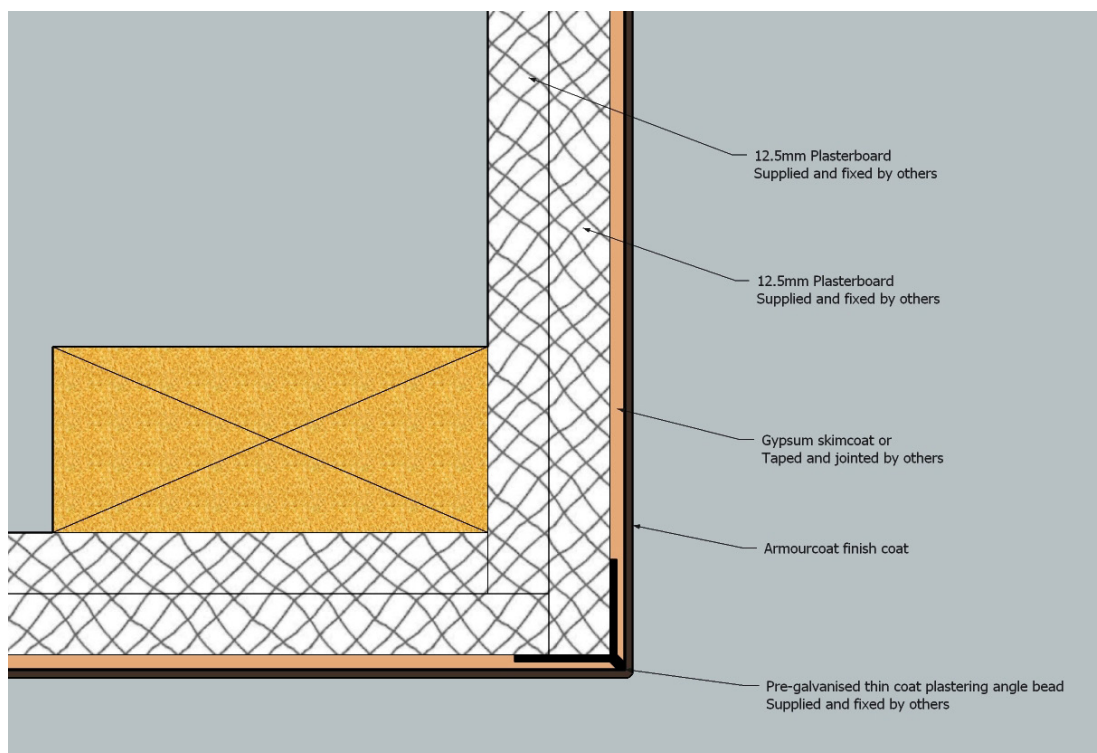 12.5mm Plasterboard
Supplied and fixed by others
12.5mm Plasterboard
Supplied and fixed by others
Gypsum skimcoat or
Taped and jointed by others
Armourcoat finish coat
Pre-galvanised thin coat plastering angle bead
Supplied and fixed by others